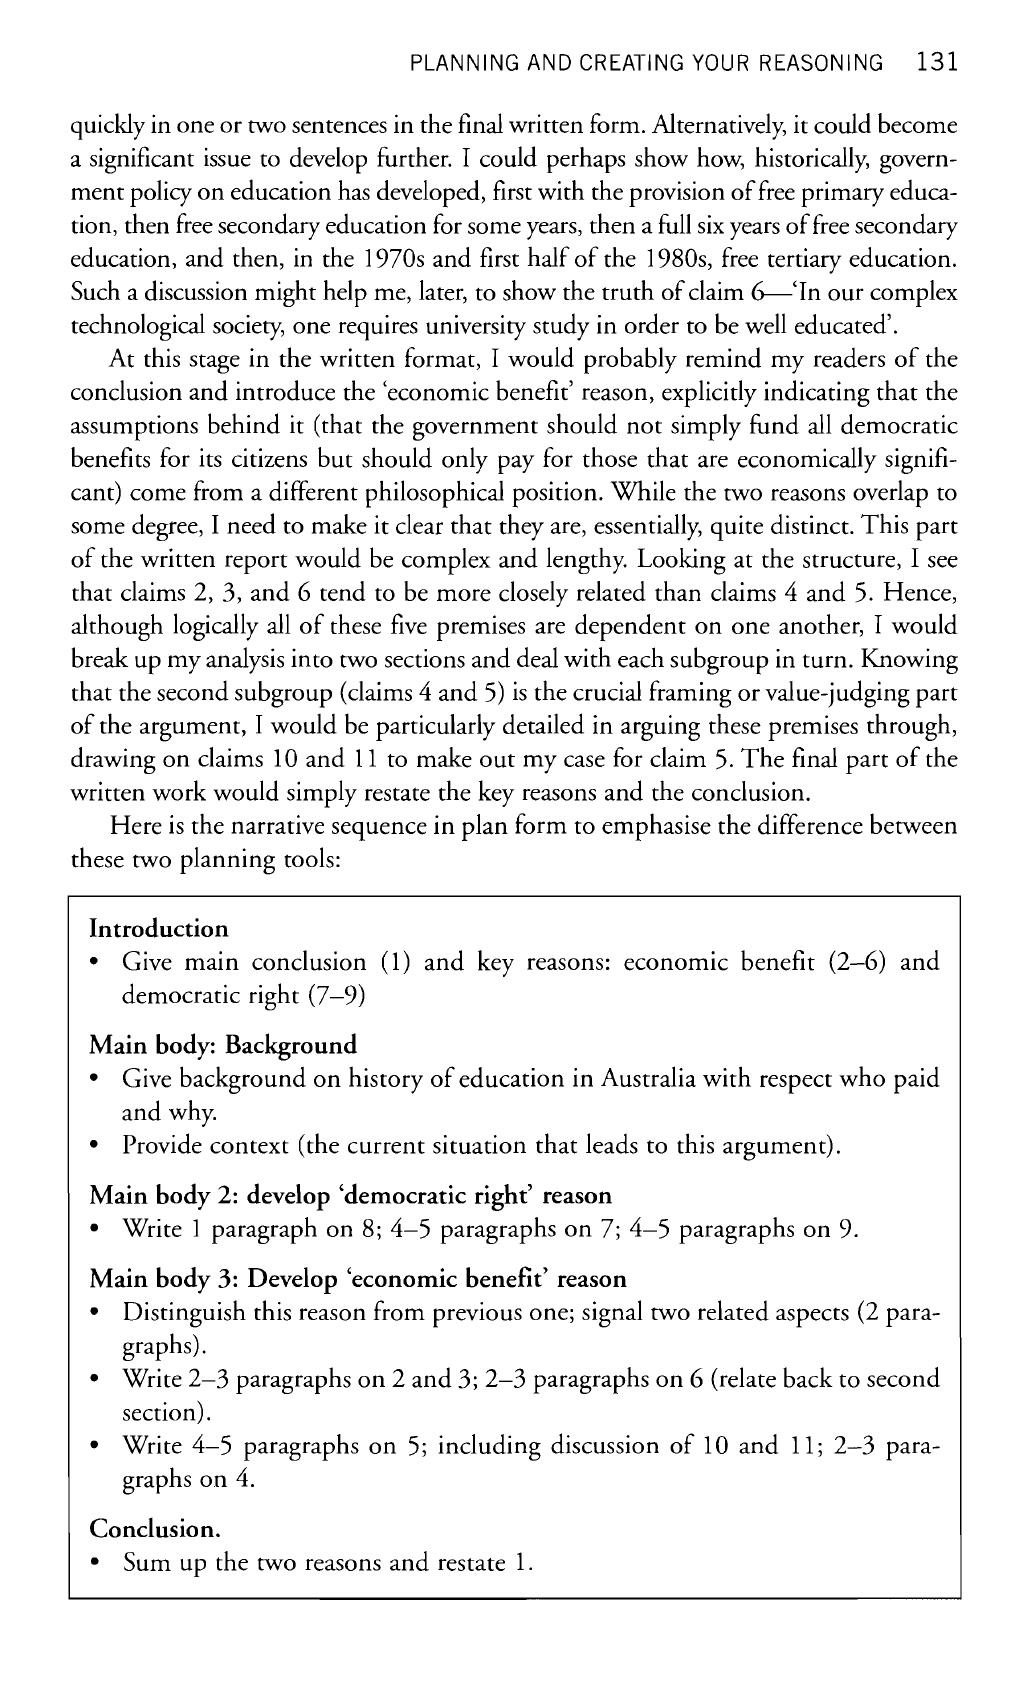 PLANNING AND CREATING YOUR REASONING 131
quickly in one or two sentences in the final written form. Alternatively, it could become
a significant issue to develop further. I could perhaps show how, historically, govern-
ment policy on education has developed, first with the provision of free primary educa-
tion, then free secondary education for some years, then a full six years of free secondary
education, and then, in the 1970s and first half of the 1980s, free tertiary education.
Such a discussion might help me, later, to show the truth of claim 6—‘In our complex
technological society, one requires university study in order to be well educated’.
At this stage in the written format, I would probably remind my readers of the
conclusion and introduce the ‘economic benefit’ reason, explicitly indicating that the
assumptions behind it (that the government should not simply fund all democratic
benefits for its citizens but should only pay for those that are economically signifi-
cant) come from a different philosophical position. While the two reasons overlap to
some degree, I need to make it clear that they are, essentially, quite distinct. This part
of the written report would be complex and lengthy. Looking at the structure, I see
that claims 2, 3, and 6 tend to be more closely related than claims 4 and 5. Hence,
although logically all of these five premises are dependent on one another, I would
break up my analysis into two sections and deal with each subgroup in turn. Knowing
that the second subgroup (claims 4 and 5) is the crucial framing or value-judging part
of the argument, I would be particularly detailed in arguing these premises through,
drawing on claims 10 and 11 to make out my case for claim 5. The final part of the
written work would simply restate the key reasons and the conclusion.
Here is the narrative sequence in plan form to emphasise the difference between
these two planning tools:
Introduction
• Give main conclusion (1) and key reasons: economic benefit (2–6) and
democratic right (7–9)
Main body: Background
• Give background on history of education in Australia with respect who paid
and why.
• Provide context (the current situation that leads to this argument).
Main body 2: develop ‘democratic right’ reason
• Write 1 paragraph on 8; 4–5 paragraphs on 7; 4–5 paragraphs on 9.
Main body 3: Develop ‘economic benefit’ reason
• Distinguish this reason from previous one; signal two related aspects (2 para-
graphs).
• Write 2–3 paragraphs on 2 and 3; 2–3 paragraphs on 6 (relate back to second
section).
• Write 4–5 paragraphs on 5; including discussion of 10 and 11; 2–3 para-
graphs on 4.
Conclusion.
• Sum up the two reasons and restate 1.